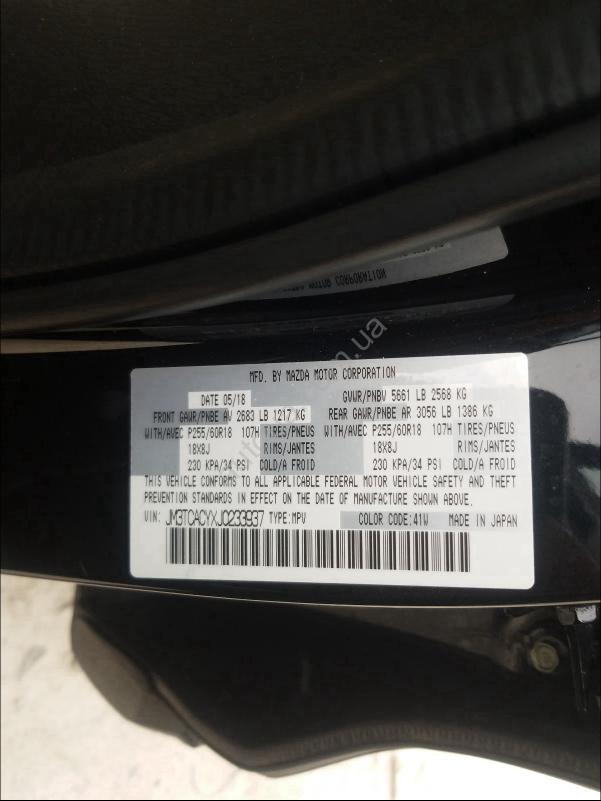 MFD. BY MAZDA MOTOR CORPORATION
DATE 05/18 GVWR/PNBV 5661 LB 2568 KG
FRONT GAWR/PNBE AV 2683 LB 1217 KG REAR GAWR/PNBE AR 3056 LB 1386 KG
WITH/AVEC P255/60R18 107H TIRES/PNEUS WITH/AVEC P255/60R18 107H TIRES/PNEUS
18X8J RIMS/JANTES 18X8J RIMS/JANTES
230 KPA/34 PSI COLD/A FROID 230 KPA/34 PSI COLD/A FROID
THIS VEHICLE CONFORMS TO ALL APPLICABLE FEDERAL MOTOR VEHICLE SAFETY AND THEFT
PREVENTION STANDARDS IN EFFECT ON THE DATE OF MANUFACTURE SHOWN ABOVE.
VIN: JM3TCACYXJ0233937 TYPE:MPV COLOR CODE:41W MADE IN JAPAN